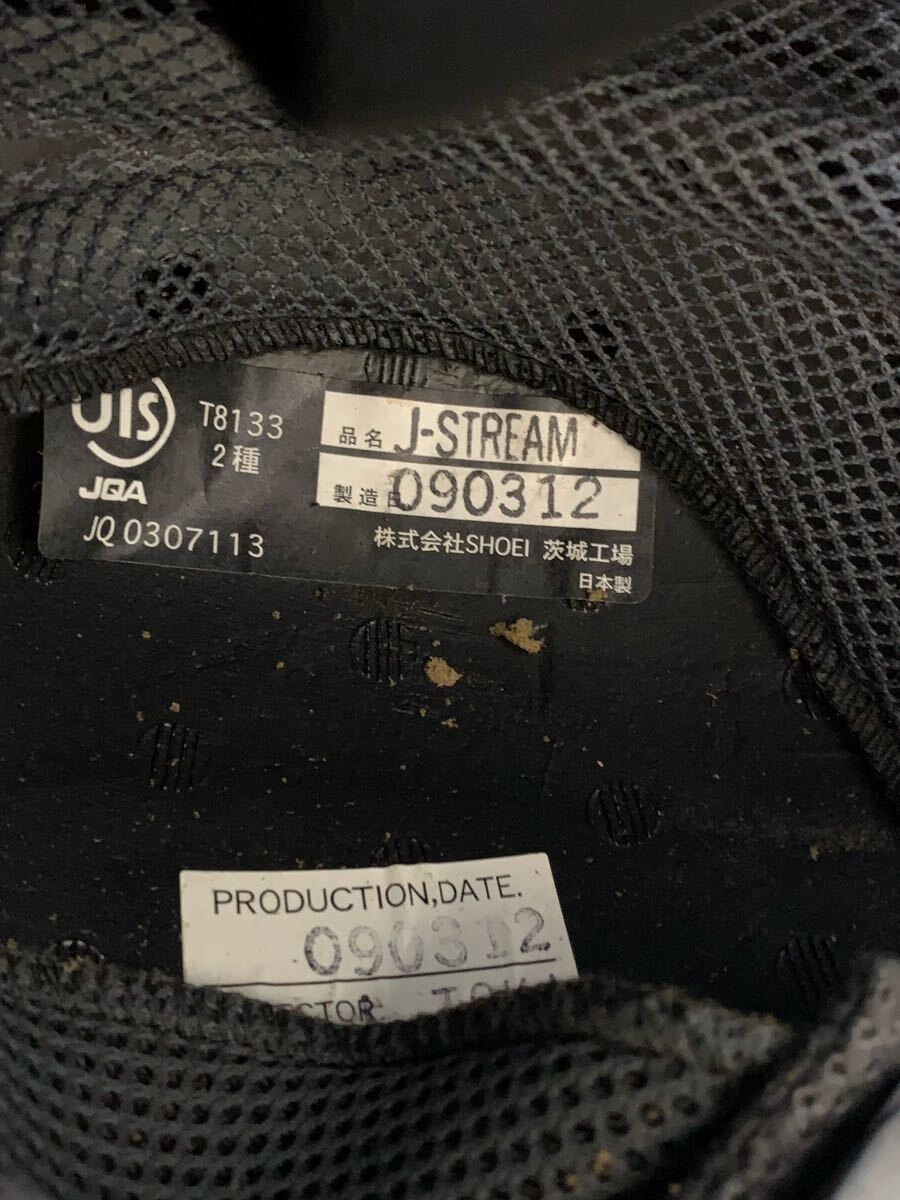 JIS
T8133
2種
JQA
JQ 0307113
品名 J-STREAM
製造日 090312
株式会社SHOEI 茨城工場
日本製
PRODUCTION,DATE.
090312